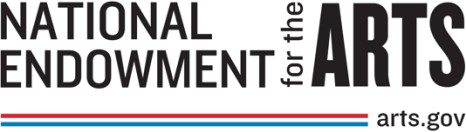 NATIONAL
ENDOWMENT
for the
ARTS
arts.gov